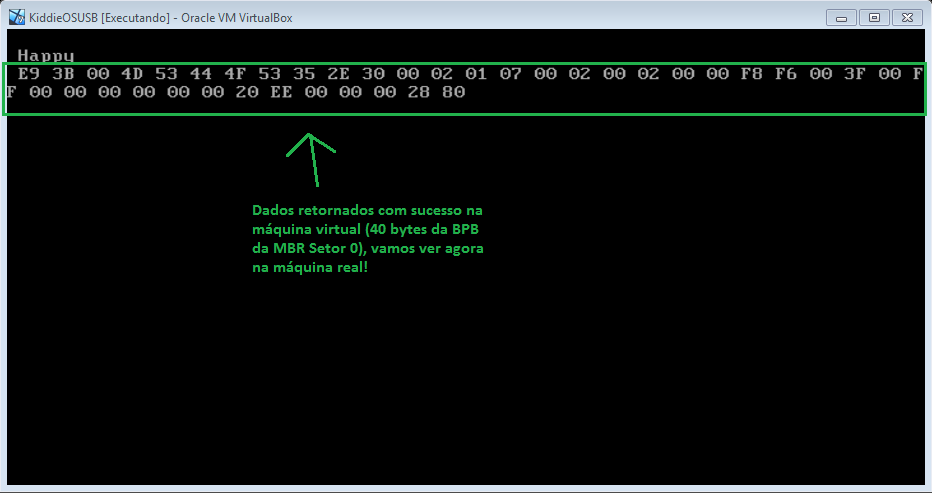 KiddieOSUSB [Executando] - Oracle VM VirtualBox
Happy
E9 3B 00 4D 53 44 4F 53 35 2E 30 00 02 01 07 00 02 00 02 00 00 F8 F6 00 3F 00 F
F 00 00 00 00 00 00 20 EE 00 00 00 28 80
Dados retornados com sucesso na
máquina virtual (40 bytes da BPB
da MBR Setor 0), vamos ver agora
na máquina real!